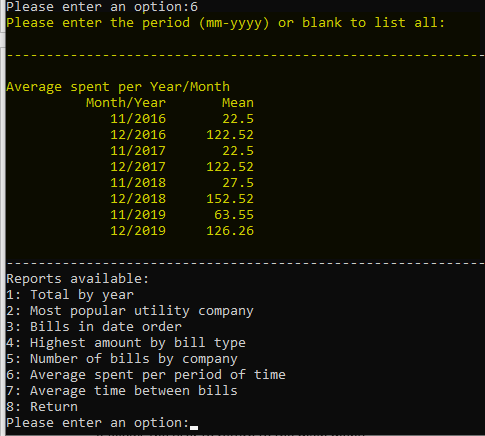 Please enter an option:6
Please enter the period (mm-yyyy) or blank to list all:
------------------------------------------------------------
Average spent per Year/Month
Month/Year Mean
11/2016 22.5
12/2016 122.52
11/2017 22.5
12/2017 122.52
11/2018 27.5
12/2018 152.52
11/2019 63.55
12/2019 126.26
------------------------------------------------------------
Reports available:
1: Total by year
2: Most popular utility company
3: Bills in date order
4: Highest amount by bill type
5: Number of bills by company
6: Average spent per period of time
7: Average time between bills
8: Return
Please enter an option: